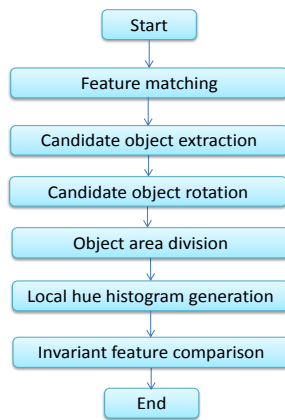 Start
Feature matching
Candidate object extraction
Candidate object rotation
Object area division
Local hue histogram generation
Invariant feature comparison
End